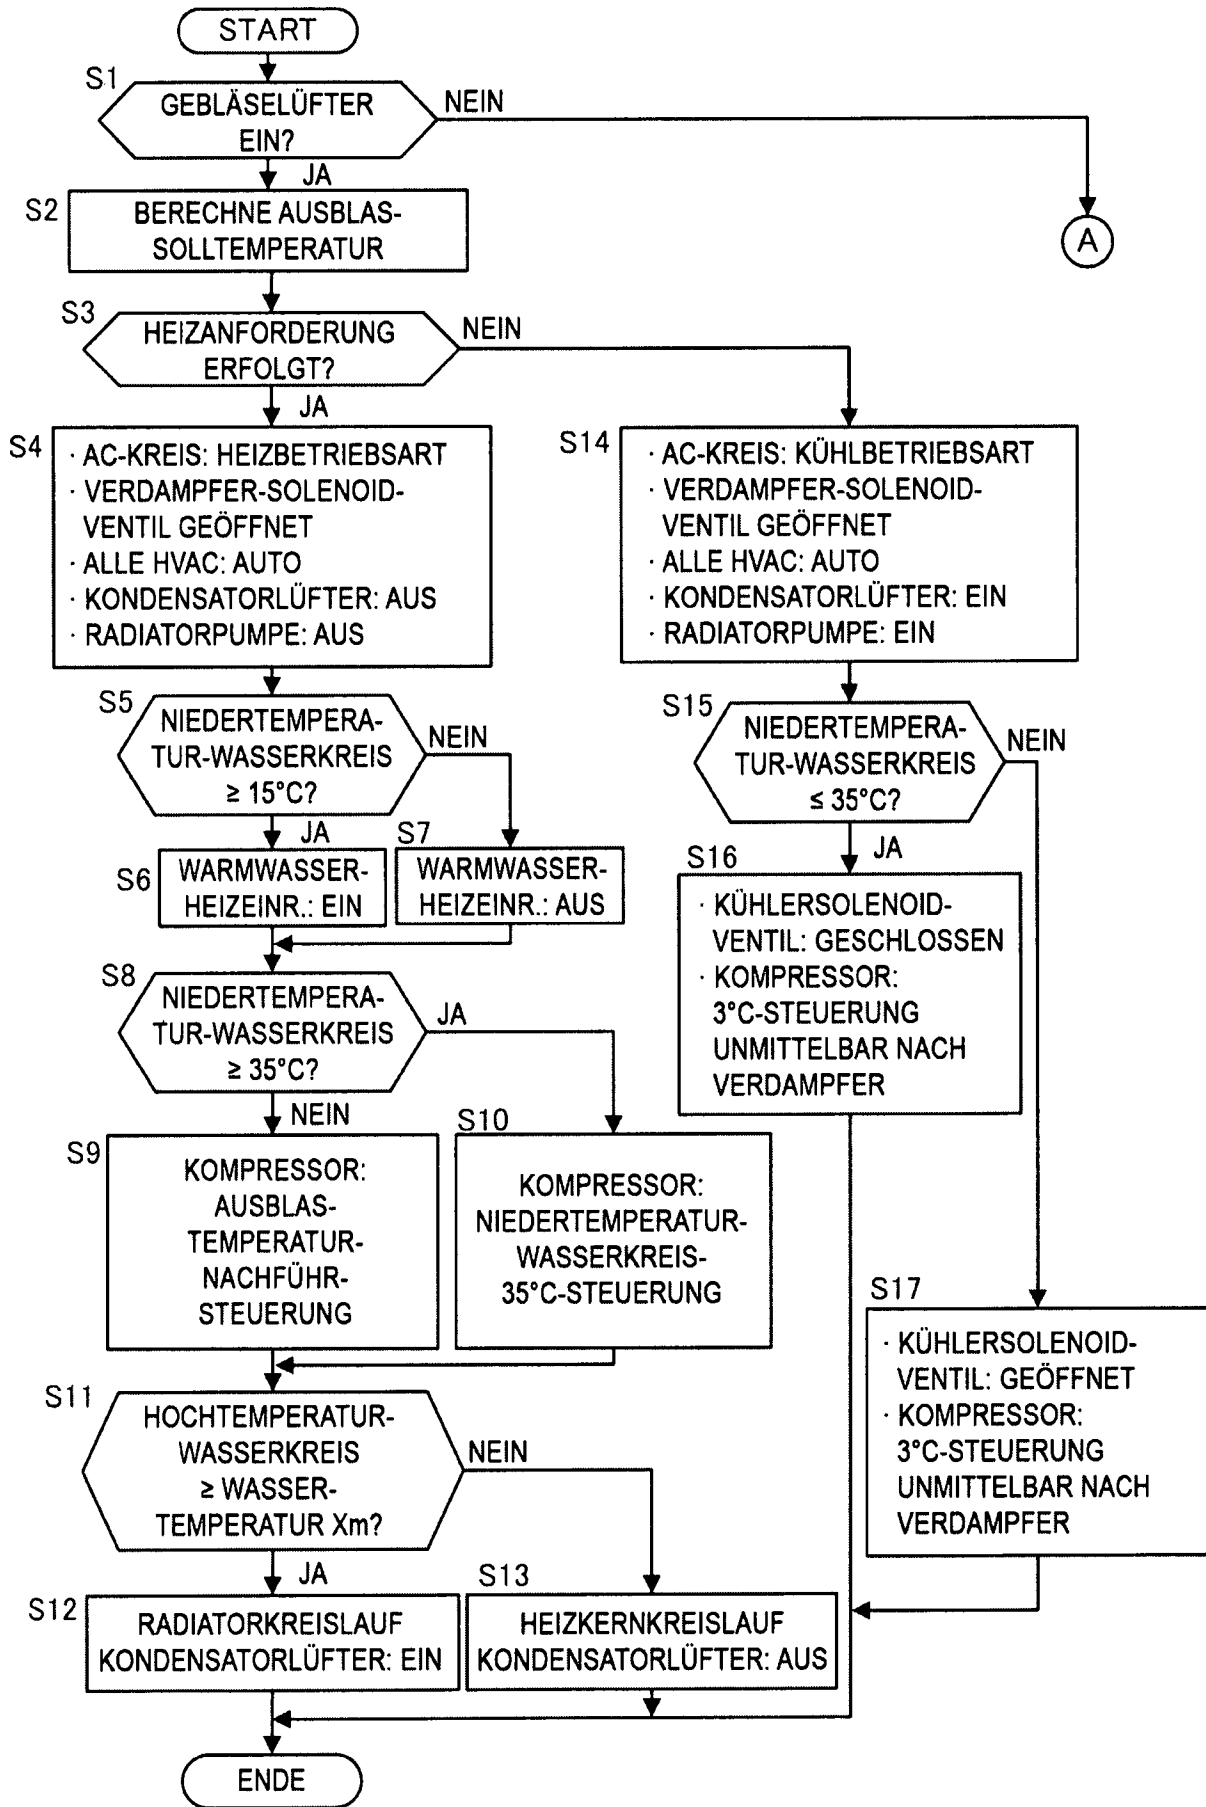 START
S1
GEBLÄSELÜFTER
EIN?
NEIN
JA
A
S2
BERECHNE AUSBLAS-
SOLLTEMPERATUR
S3
HEIZANFORDERUNG
ERFOLGT?
NEIN
JA
S4
· AC-KREIS: HEIZBETRIEBSART
· VERDAMPFER-SOLENOID-
VENTIL GEÖFFNET
· ALLE HVAC: AUTO
· KONDENSATORLÜFTER: AUS
· RADIATORPUMPE: AUS
S14
· AC-KREIS: KÜHLBETRIEBSART
· VERDAMPFER-SOLENOID-
VENTIL GEÖFFNET
· ALLE HVAC: AUTO
· KONDENSATORLÜFTER: EIN
· RADIATORPUMPE: EIN
S5
NIEDERTEMPERA-
TUR-WASSERKREIS
≥ 15°C?
NEIN
JA
S15
NIEDERTEMPERA-
TUR-WASSERKREIS
≤ 35°C?
NEIN
JA
S6
WARMWASSER-
HEIZEINR.: EIN
S7
WARMWASSER-
HEIZEINR.: AUS
S16
· KÜHLERSOLENOID-
VENTIL: GESCHLOSSEN
· KOMPRESSOR:
3°C-STEUERUNG
UNMITTELBAR NACH
VERDAMPFER
S8
NIEDERTEMPERA-
TUR-WASSERKREIS
≥ 35°C?
JA
NEIN
S9
KOMPRESSOR:
AUSBLAS-
TEMPERATUR-
NACHFÜHR-
STEUERUNG
S10
KOMPRESSOR:
NIEDERTEMPERATUR-
WASSERKREIS-
35°C-STEUERUNG
S17
· KÜHLERSOLENOID-
VENTIL: GEÖFFNET
· KOMPRESSOR:
3°C-STEUERUNG
UNMITTELBAR NACH
VERDAMPFER
S11
HOCHTEMPERATUR-
WASSERKREIS
≥ WASSER-
TEMPERATUR Xm?
NEIN
JA
S12
RADIATORKREISLAUF
KONDENSATORLÜFTER: EIN
S13
HEIZKERNKREISLAUF
KONDENSATORLÜFTER: AUS
ENDE